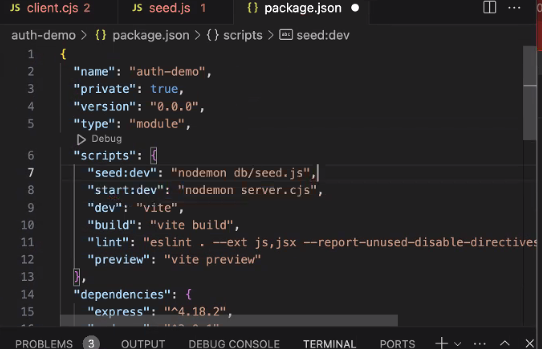 client.cjs 2
seed.js 1
{} package.json
auth-demo > {} package.json > {} scripts > abc seed:dev
1 {
2 "name": "auth-demo",
3 "private": true,
4 "version": "0.0.0",
5 "type": "module",
Debug
6 "scripts": {
7 "seed:dev": "nodemon db/seed.js",
8 "start:dev": "nodemon server.cjs",
9 "dev": "vite",
10 "build": "vite build",
11 "lint": "eslint . --ext js,jsx --report-unused-disable-directives
12 "preview": "vite preview"
13 },
14 "dependencies": {
15 "express": "^4.18.2",
PROBLEMS 3 OUTPUT DEBUG CONSOLE TERMINAL PORTS